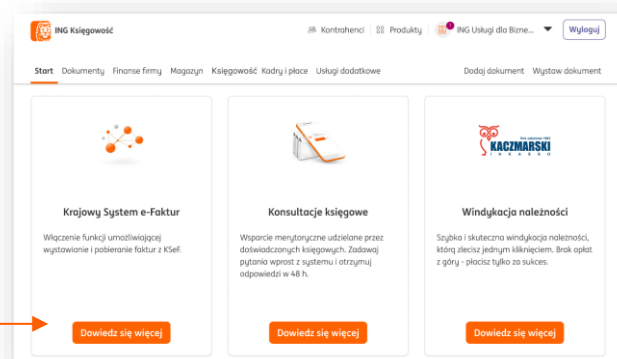 ING Księgowość
Kontrahenci Produkty ING Usługi dla Bizne... Wyloguj
Start Dokumenty Finanse firmy Magazyn Księgowość Kadry i płace Usługi dodatkowe Dodaj dokument Wystaw dokument
KACZMARSKI
INKASSO
Krajowy System e-Faktur
Włączenie funkcji umożliwiającej
wystawianie i pobieranie faktur z KSeF.
Dowiedz się więcej
Konsultacje księgowe
Wsparcie merytoryczne udzielane przez
doświadczonych księgowych. Zadawaj
pytania wprost z systemu i otrzymuj
odpowiedzi w 48 h.
Dowiedz się więcej
Windykacja należności
Szybka i skuteczna windykacja należności,
którą zlecisz jednym kliknięciem. Brak opłat
z góry - płacisz tylko za sukces.
Dowiedz się więcej